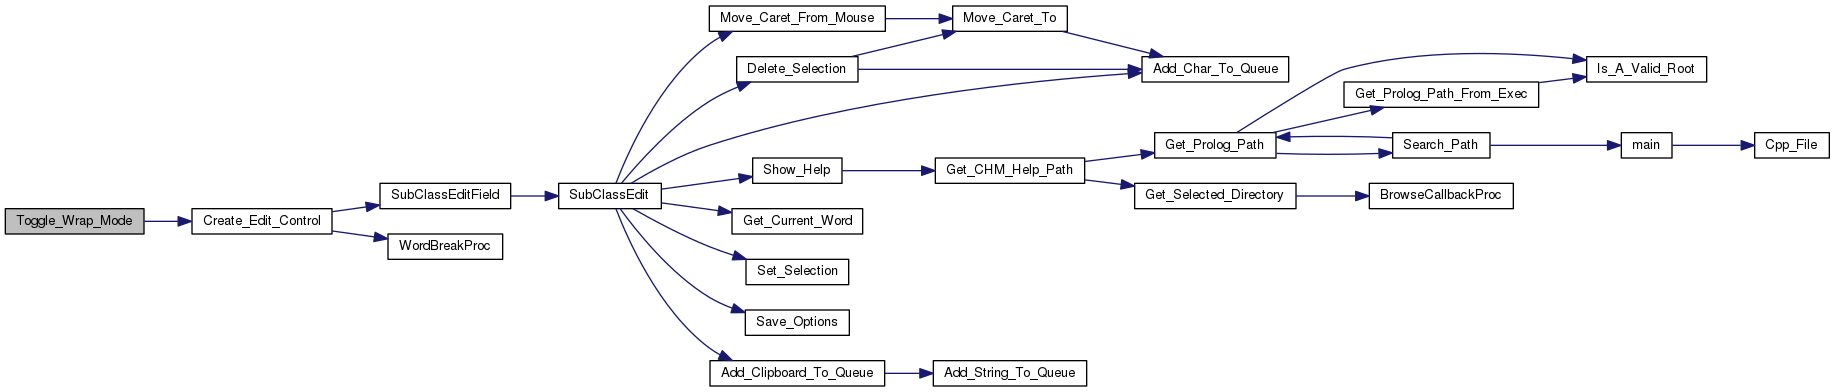 Toggle_Wrap_Mode
Create_Edit_Control
SubClassEditField
WordBreakProc
SubClassEdit
Move_Caret_From_Mouse
Delete_Selection
Show_Help
Get_Current_Word
Set_Selection
Save_Options
Add_Clipboard_To_Queue
Move_Caret_To
Get_CHM_Help_Path
Add_String_To_Queue
Add_Char_To_Queue
Get_Prolog_Path
Get_Selected_Directory
Get_Prolog_Path_From_Exec
Search_Path
BrowseCallbackProc
Is_A_Valid_Root
main
Cpp_File